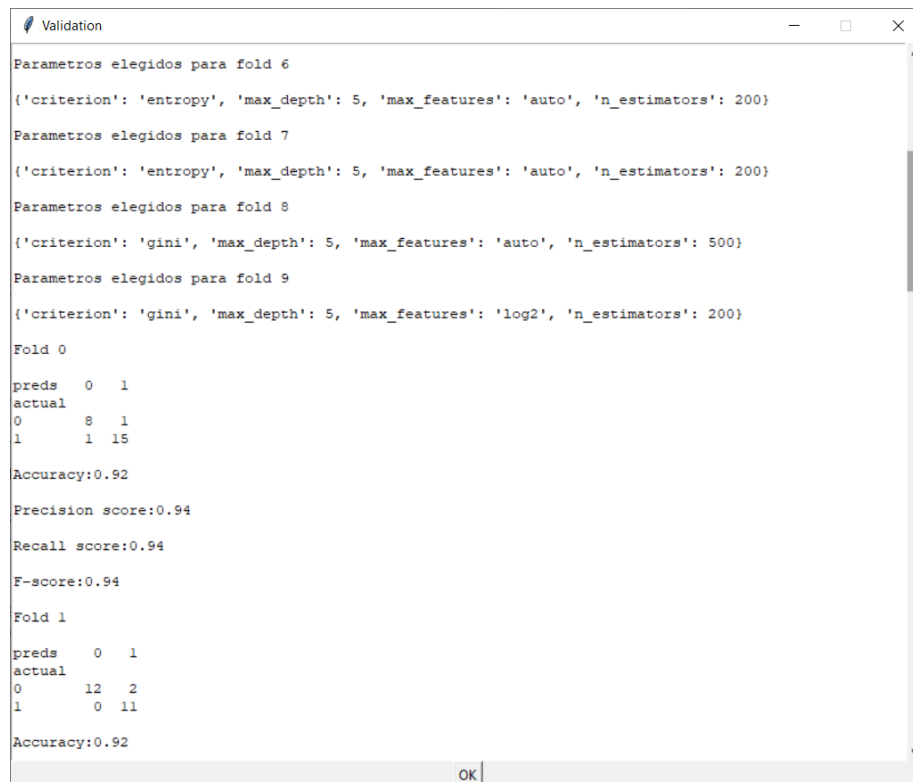 Validation
Parametros elegidos para fold 6
{'criterion': 'entropy', 'max_depth': 5, 'max_features': 'auto', 'n_estimators': 200}
Parametros elegidos para fold 7
{'criterion': 'entropy', 'max_depth': 5, 'max_features': 'auto', 'n_estimators': 200}
Parametros elegidos para fold 8
{'criterion': 'gini', 'max_depth': 5, 'max_features': 'auto', 'n_estimators': 500}
Parametros elegidos para fold 9
{'criterion': 'gini', 'max_depth': 5, 'max_features': 'log2', 'n_estimators': 200}
Fold 0
preds 0 1
actual
0 8 1
1 1 15
Accuracy:0.92
Precision score:0.94
Recall score:0.94
F-score:0.94
Fold 1
preds 0 1
actual
0 12 2
1 0 11
Accuracy:0.92
OK